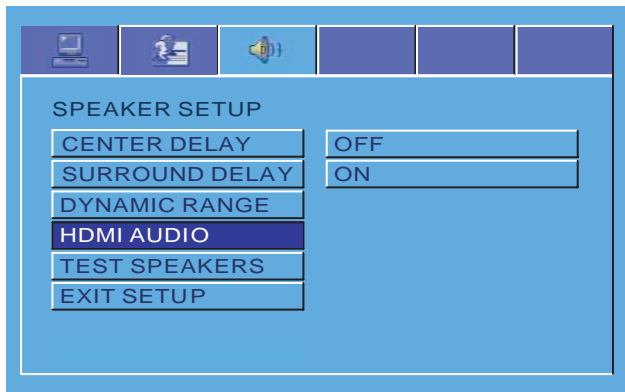 SPEAKER SETUP
CENTER DELAY
OFF
SURROUND DELAY
ON
DYNAMIC RANGE
HDMI AUDIO
TEST SPEAKERS
EXIT SETUP